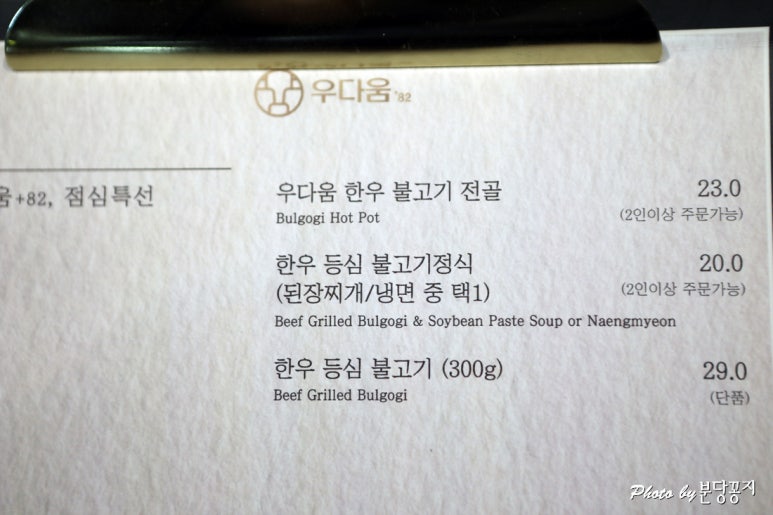 우다움 '82
움+82, 점심특선
우다움 한우 불고기 전골 23.0
Bulgogi Hot Pot (2인이상 주문가능)
한우 등심 불고기정식 20.0
(된장찌개/냉면 중 택1) (2인이상 주문가능)
Beef Grilled Bulgogi & Soybean Paste Soup or Naengmyeon
한우 등심 불고기 (300g) 29.0
Beef Grilled Bulgogi (단품)
Photo by 분당꽁지